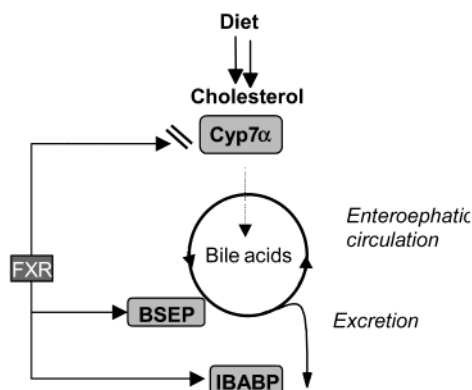 Diet
Cholesterol
Cyp7α
Enteroephatic
circulation
Bile acids
FXR
BSEP
Excretion
IBABP